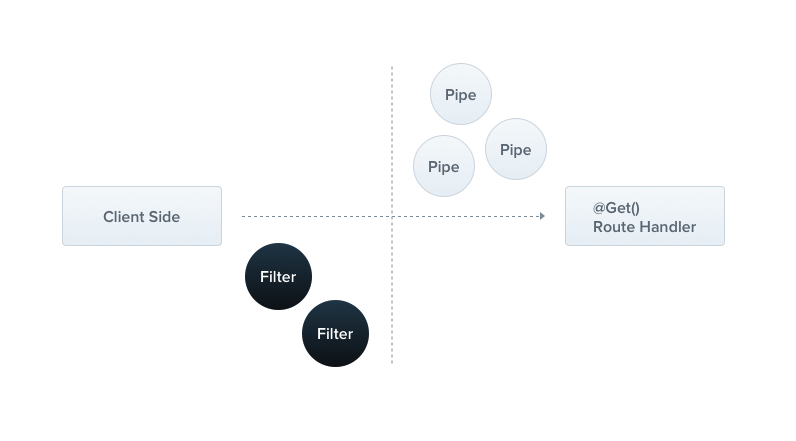 Pipe
Pipe
Pipe
Client Side
@Get()
Route Handler
Filter
Filter